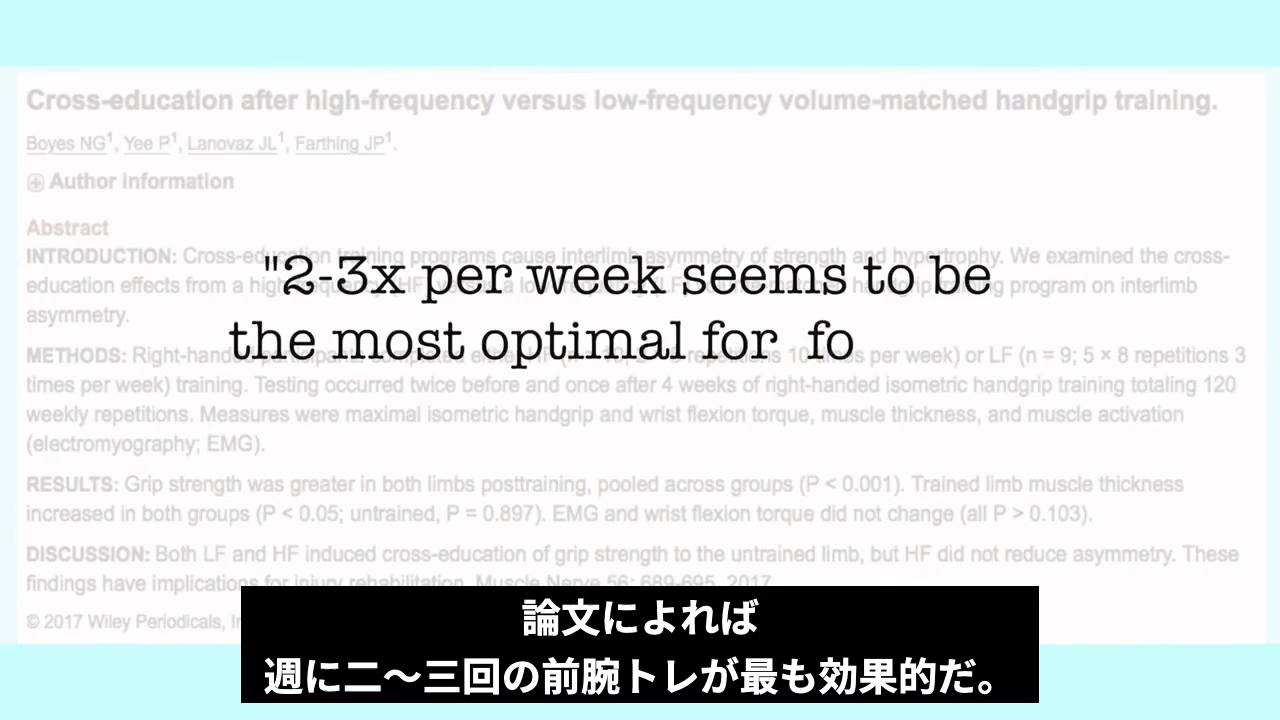 Cross-education after high-frequency versus low-frequency volume-matched handgrip training.
Boyes NG1, Yee P1, Lanovaz JL1, Farthing JP1.
Author information
Abstract
INTRODUCTION: Cross-education training programs cause interlimb asymmetry of strength and hypertrophy. We examined the cross-
education effects from a high versus a low training program on interlimb
asymmetry.
"2-3x per week seems to be
the most optimal for fo
METHODS: Right-handed 10 times per week) or LF (n = 9; 5 × 8 repetitions 3
times per week) training. Testing occurred twice before and once after 4 weeks of right-handed isometric handgrip training totaling 120
weekly repetitions. Measures were maximal isometric handgrip and wrist flexion torque, muscle thickness, and muscle activation
(electromyography; EMG).
RESULTS: Grip strength was greater in both limbs posttraining, pooled across groups (P < 0.001). Trained limb muscle thickness
increased in both groups (P < 0.05; untrained, P = 0.897). EMG and wrist flexion torque did not change (all P > 0.103).
DISCUSSION: Both LF and HF induced cross-education of grip strength to the untrained limb, but HF did not reduce asymmetry. These
findings have implications for injury rehabilitation. Muscle Nerve 56: 689-695, 2017
© 2017 Wiley Periodicals,
論文によれば
週に二～三回の前腕トレが最も効果的だ。